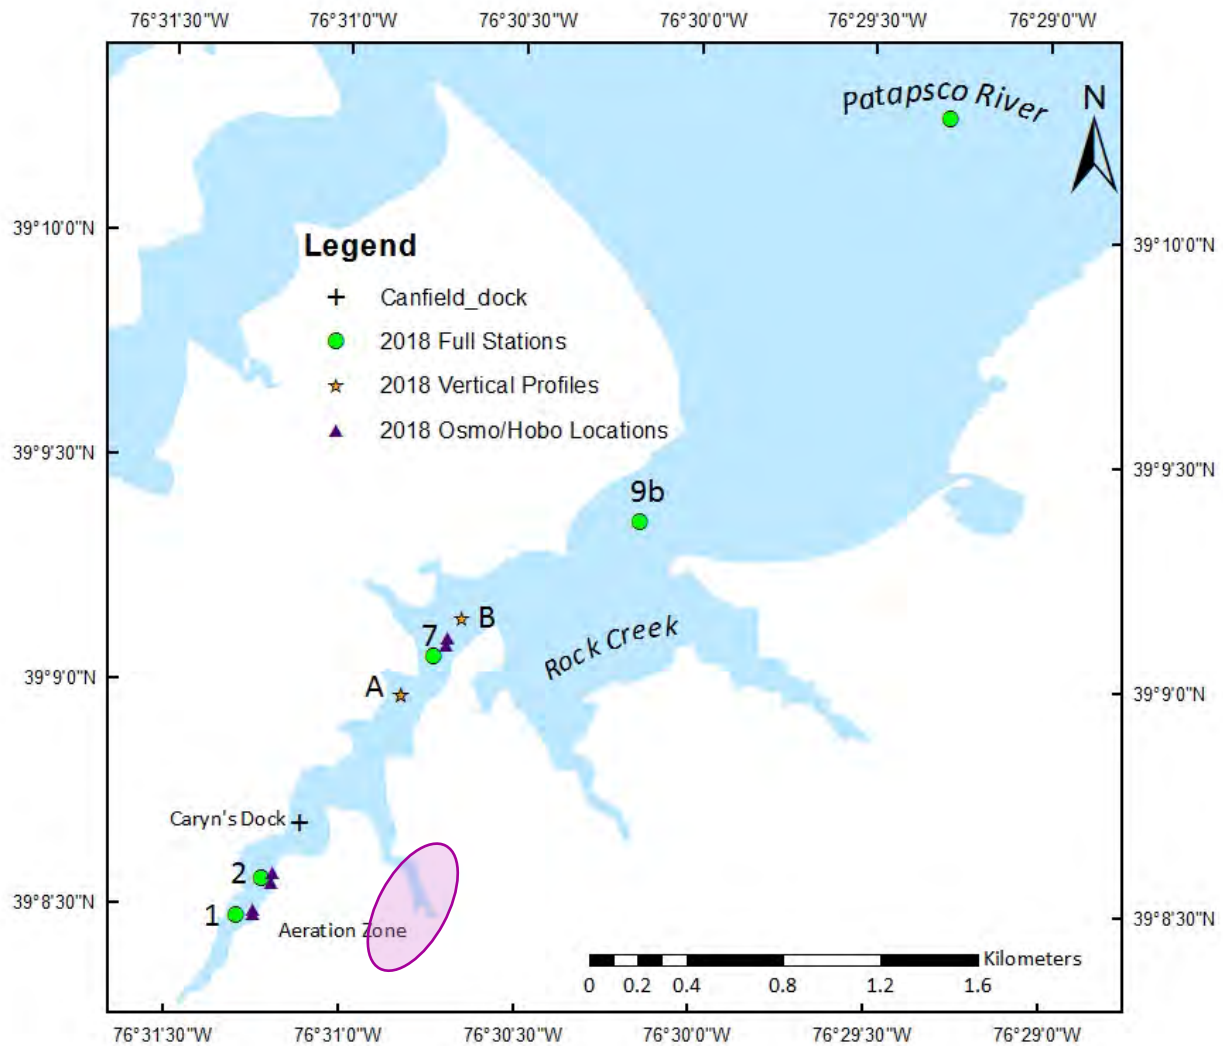 76°31'30"W 76°31'0"W 76°30'30"W 76°30'0"W 76°29'30"W 76°29'0"W
Patapsco River
N
39°10'0"N
39°10'0"N
Legend
Canfield_dock
2018 Full Stations
2018 Vertical Profiles
2018 Osmo/Hobo Locations
39°9'30"N
39°9'30"N
9b
B
7
Rock Creek
A
39°9'0"N
39°9'0"N
Caryn's Dock
2
39°8'30"N
39°8'30"N
1
Aeration Zone
Kilometers
0 0.2 0.4 0.8 1.2 1.6
76°31'30"W 76°31'0"W 76°30'30"W 76°30'0"W 76°29'30"W 76°29'0"W